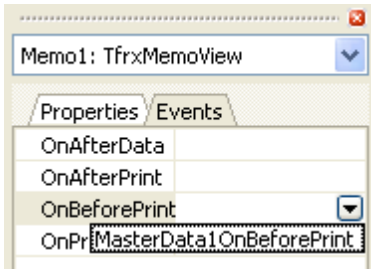 Memo1: TfrxMemoView
Properties Events
OnAfterData
OnAfterPrint
OnBeforePrint
OnPr MasterData1OnBeforePrint